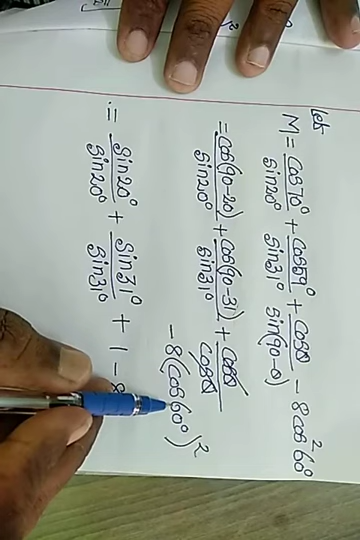 Let
M = cos70°/sin20° + cos59°/sin31° + cosθ/sin(90-θ) - 8cos²60°
= cos(90-20)/sin20° + cos(90-31)/sin31° + cosθ/cosθ
- 8(cos60°)²
= sin20°/sin20° + sin31°/sin31° + 1 - 8